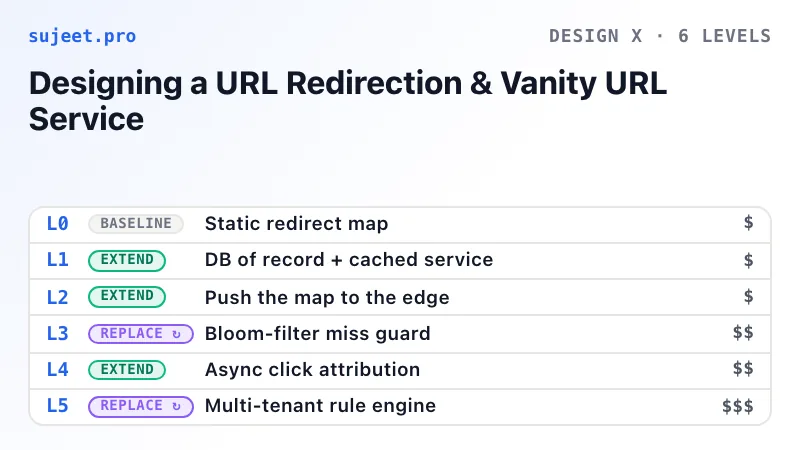 sujeet.pro DESIGN X · 6 LEVELS
Designing a URL Redirection & Vanity URL
Service
L0 BASELINE Static redirect map $
L1 EXTEND DB of record + cached service $
L2 EXTEND Push the map to the edge $
L3 REPLACE ↻ Bloom-filter miss guard $$
L4 EXTEND Async click attribution $$
L5 REPLACE ↻ Multi-tenant rule engine $$$